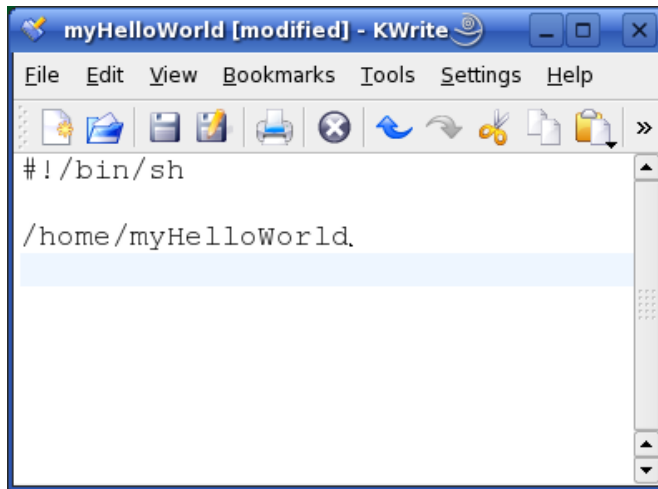 myHelloWorld [modified] - KWrite
File Edit View Bookmarks Tools Settings Help
»
#!/bin/sh
/home/myHelloWorld